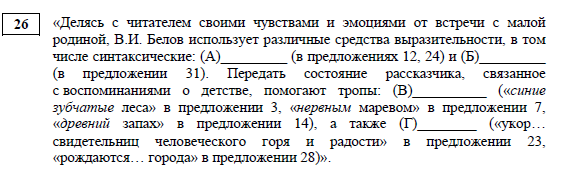 26
«Делясь с читателем своими чувствами и эмоциями от встречи с малой
родиной, В.И. Белов использует различные средства выразительности, в том
числе синтаксические: (А)_________ (в предложениях 12, 24) и (Б)_________
(в предложении 31). Передать состояние рассказчика, связанное
с воспоминаниями о детстве, помогают тропы: (В)__________ («синие
зубчатые леса» в предложении 3, «нервным маревом» в предложении 7,
«древний запах» в предложении 14), а также (Г)________ («укор…
свидетельниц человеческого горя и радости» в предложении 23,
«рождаются… города» в предложении 28)».